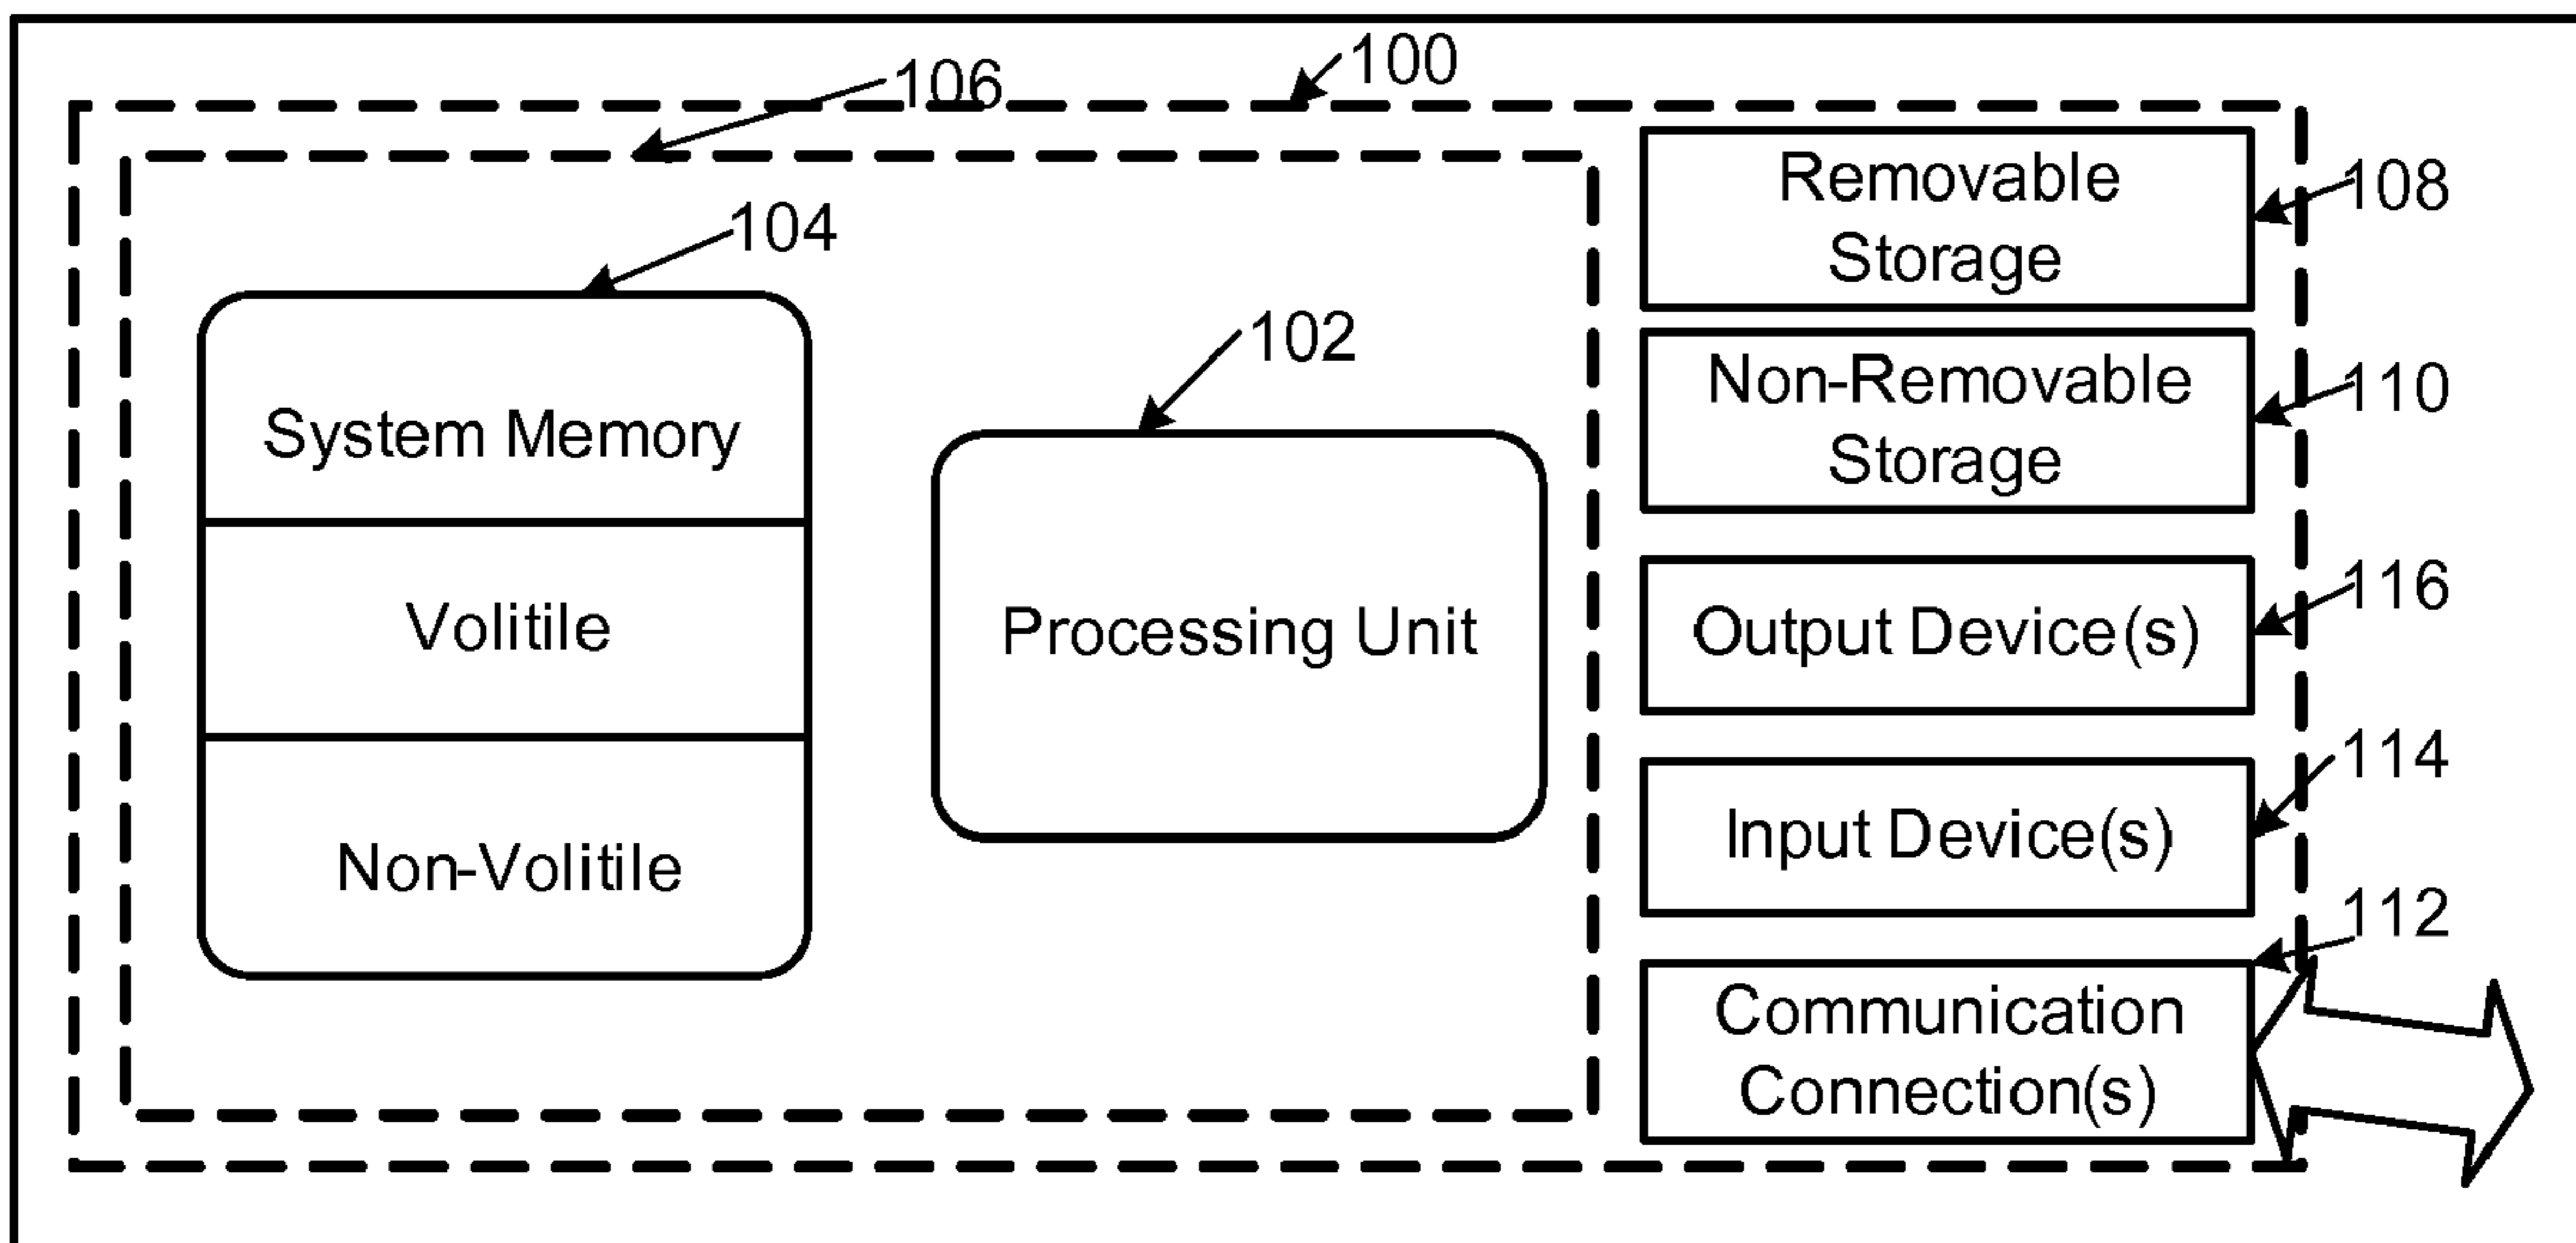 106
100
104
102
System Memory
Volitile
Non-Volitile
Processing Unit
Removable
Storage
108
Non-Removable
Storage
110
Output Device(s)
116
Input Device(s)
114
Communication
Connection(s)
112